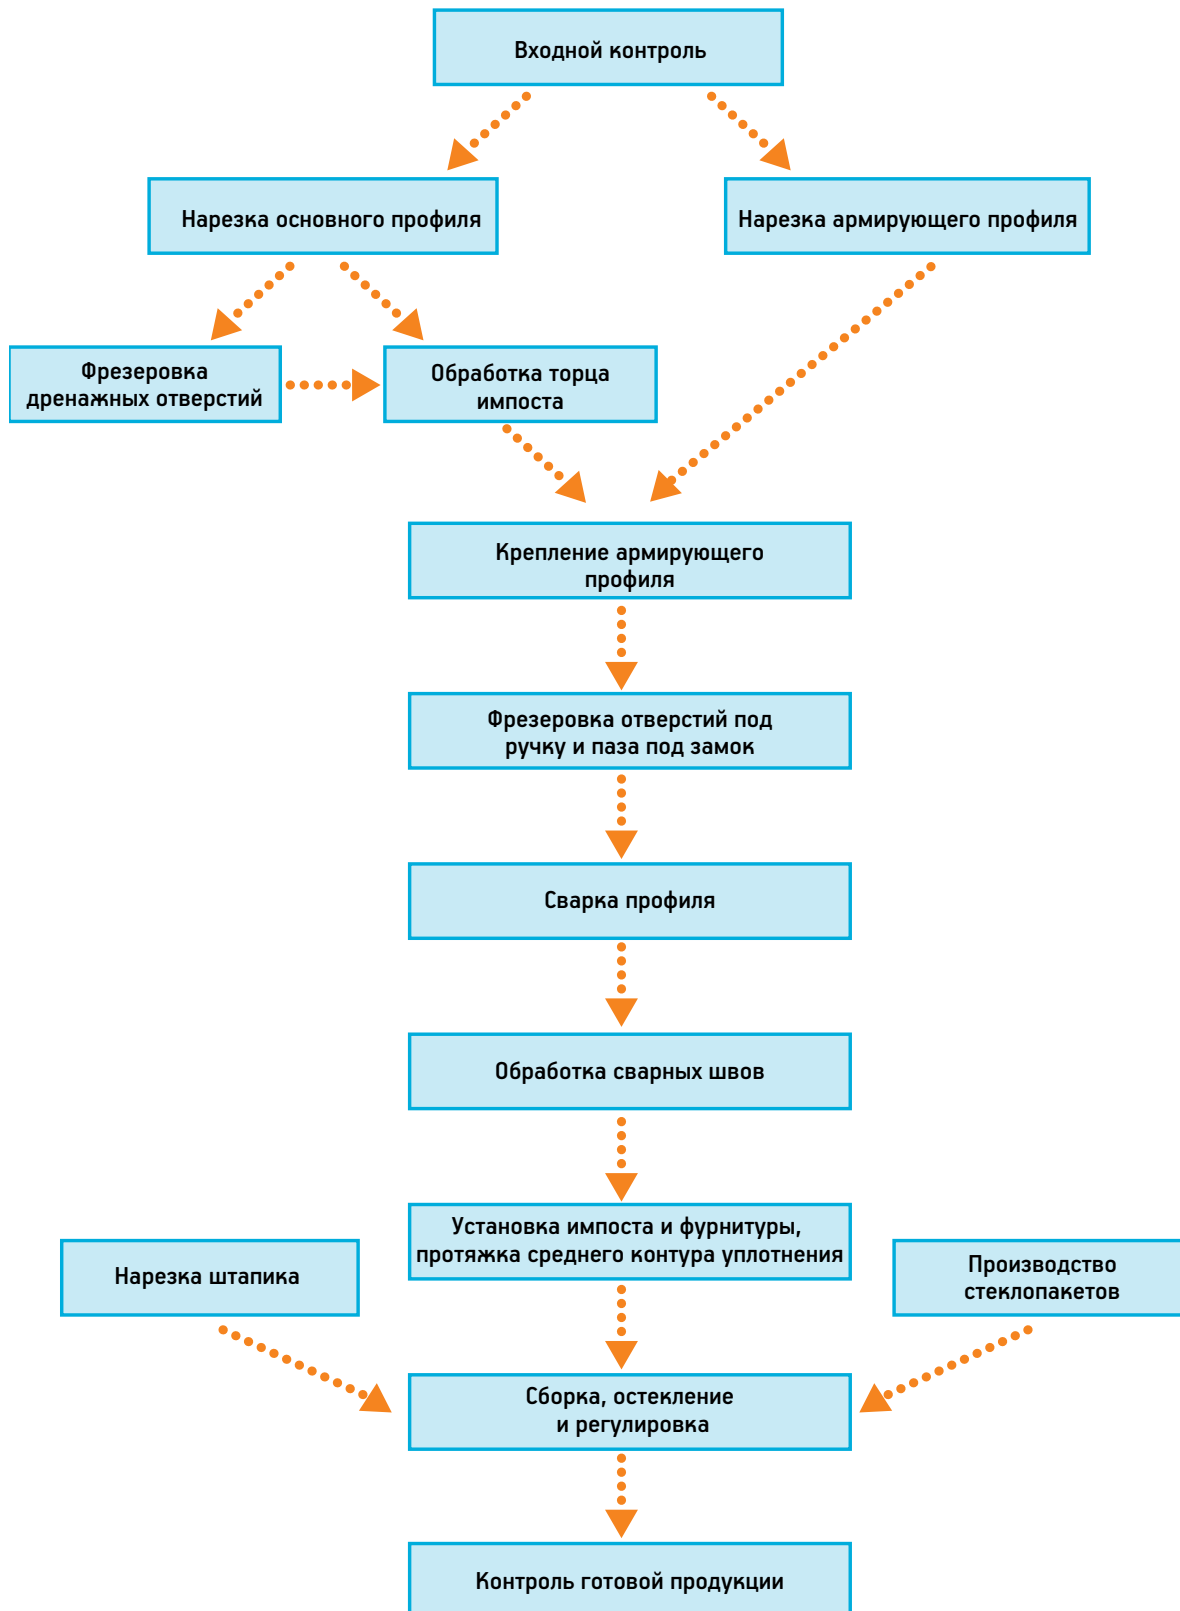 Входной контроль
Нарезка основного профиля
Нарезка армирующего профиля
Фрезеровка
дренажных отверстий
Обработка торца
импоста
Крепление армирующего
профиля
Фрезеровка отверстий под
ручку и паза под замок
Сварка профиля
Обработка сварных швов
Установка импоста и фурнитуры,
протяжка среднего контура уплотнения
Нарезка штапика
Производство
стеклопакетов
Сборка, остекление
и регулировка
Контроль готовой продукции